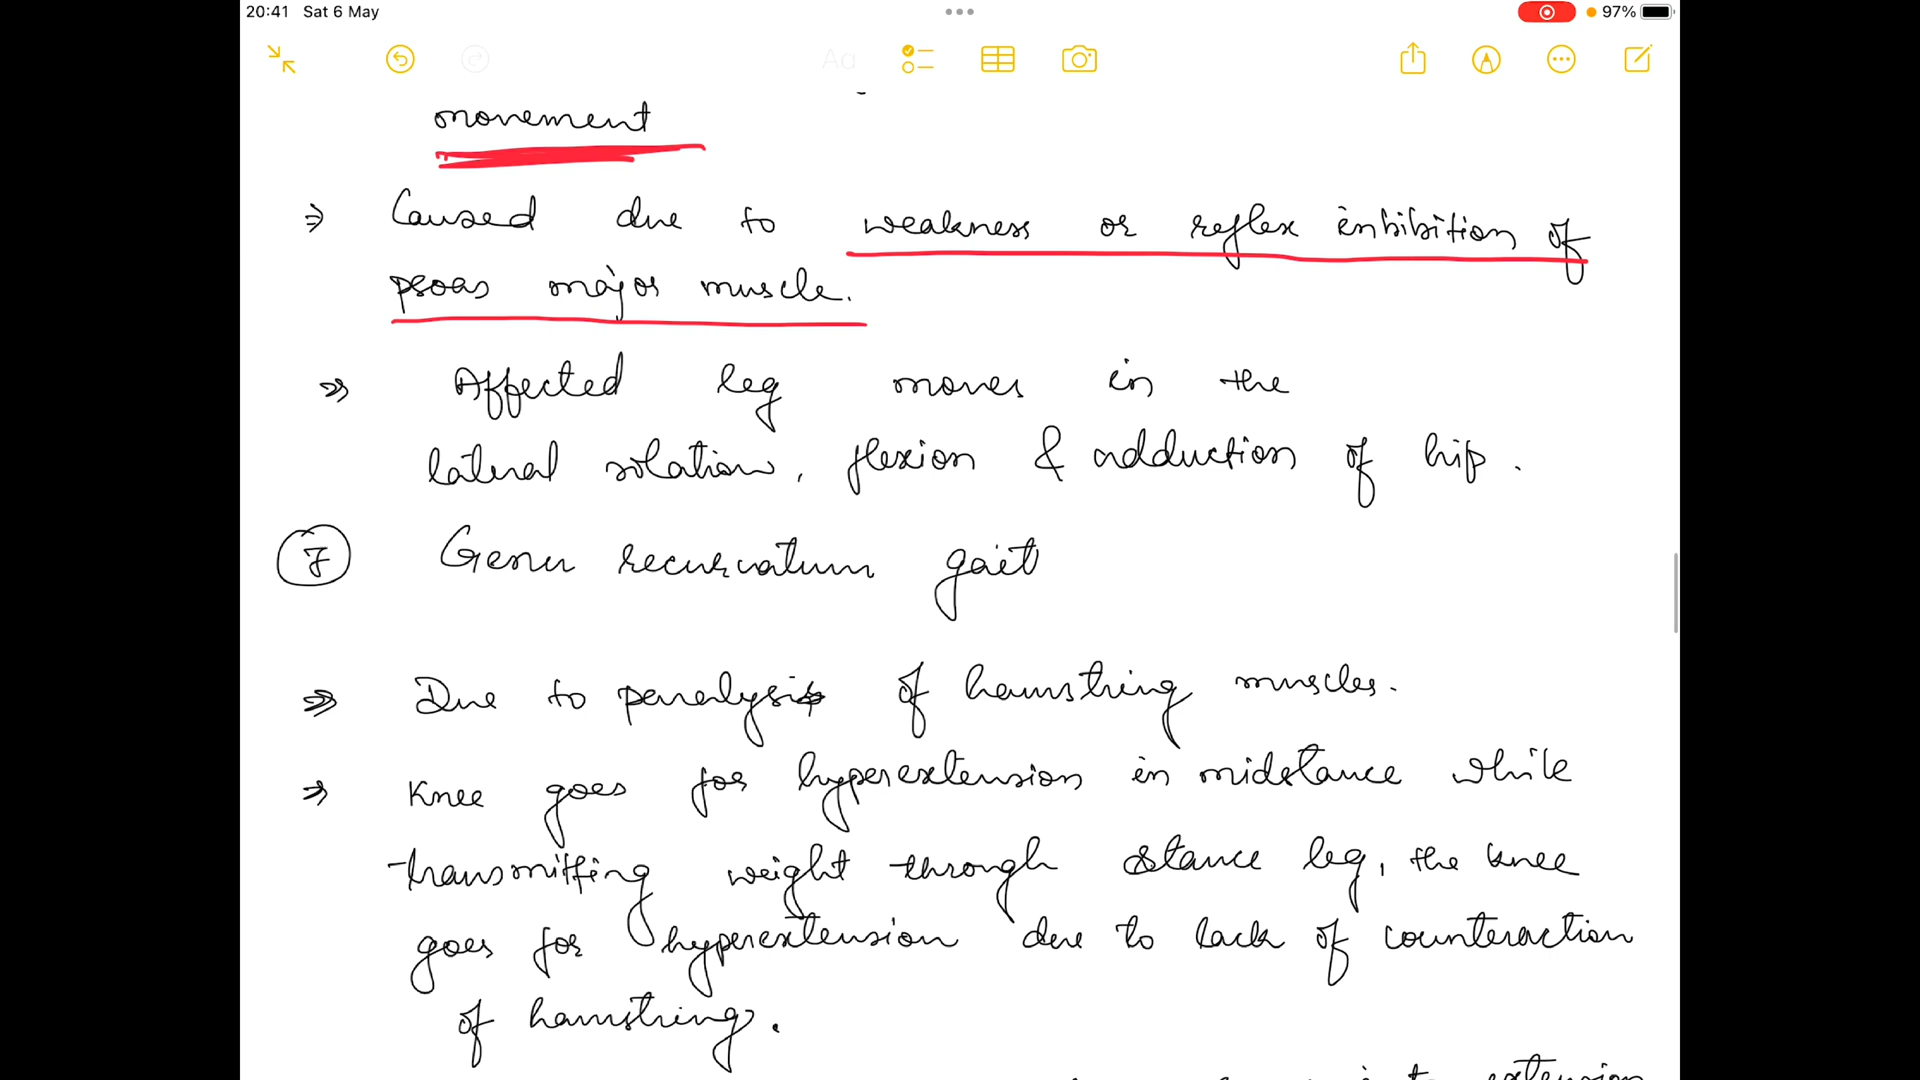 20:41 Sat 6 May
97%
Aa
movement
⇒ Caused due to weakness or reflex inhibition of
psoas major muscle.
⇒ Affected leg moves in the
lateral rotation, flexion & adduction of hip.
7 Genu recurvatum gait
⇒ Due to paralysis of hamstring muscles.
⇒ Knee goes for hyperextension in midstance while
transmitting weight through stance leg, the knee
goes for hyperextension due to lack of counteraction
of hamstring.
extension